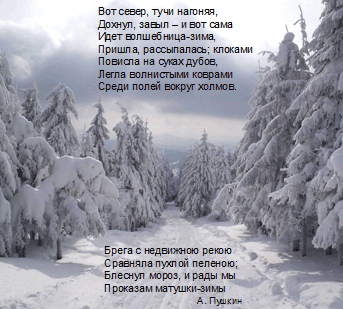 Вот север, тучи нагоняя,
Дохнул, завыл – и вот сама
Идет волшебница-зима,
Пришла, рассыпалась; клоками
Повисла на суках дубов,
Легла волнистыми коврами
Среди полей вокруг холмов.
Брега с недвижною рекою
Сравняла пухлой пеленою;
Блеснул мороз, и рады мы
Проказам матушки-зимы
А. Пушкин